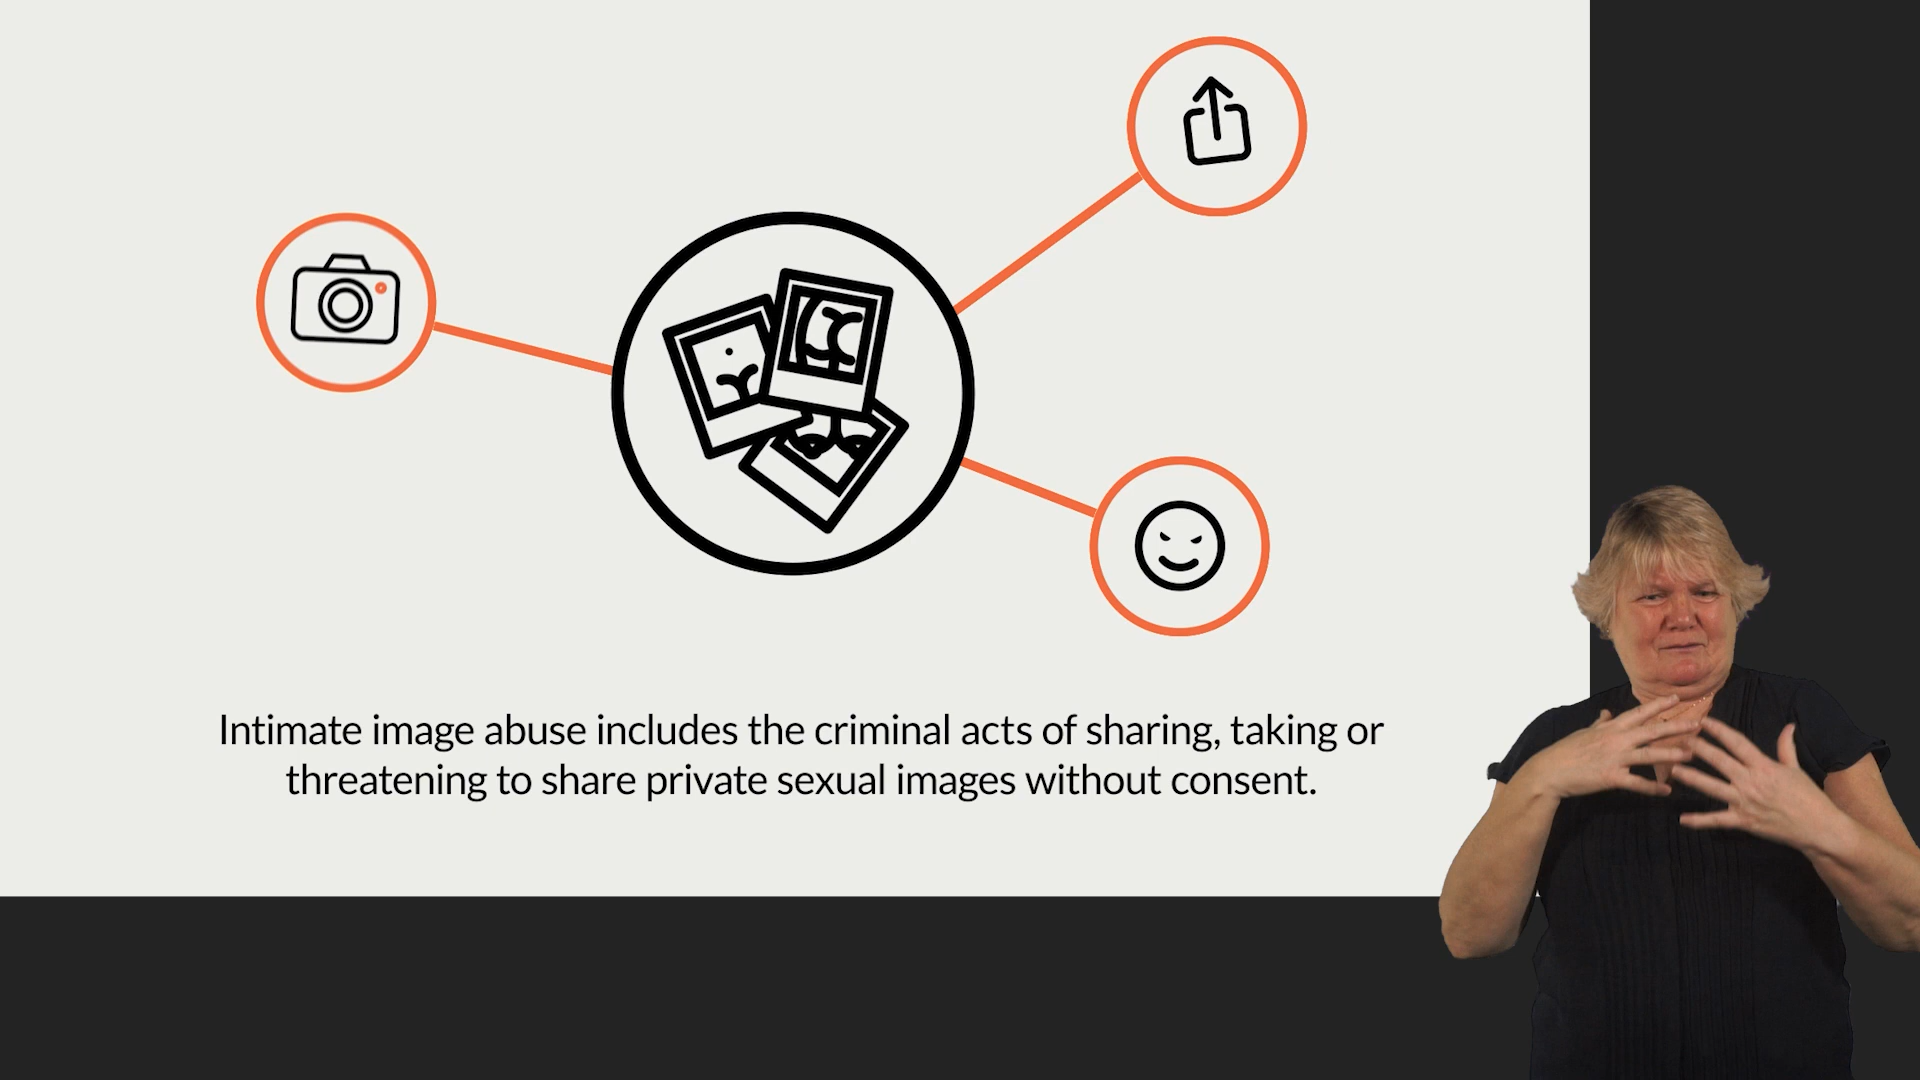 Intimate image abuse includes the criminal acts of sharing, taking or
threatening to share private sexual images without consent.